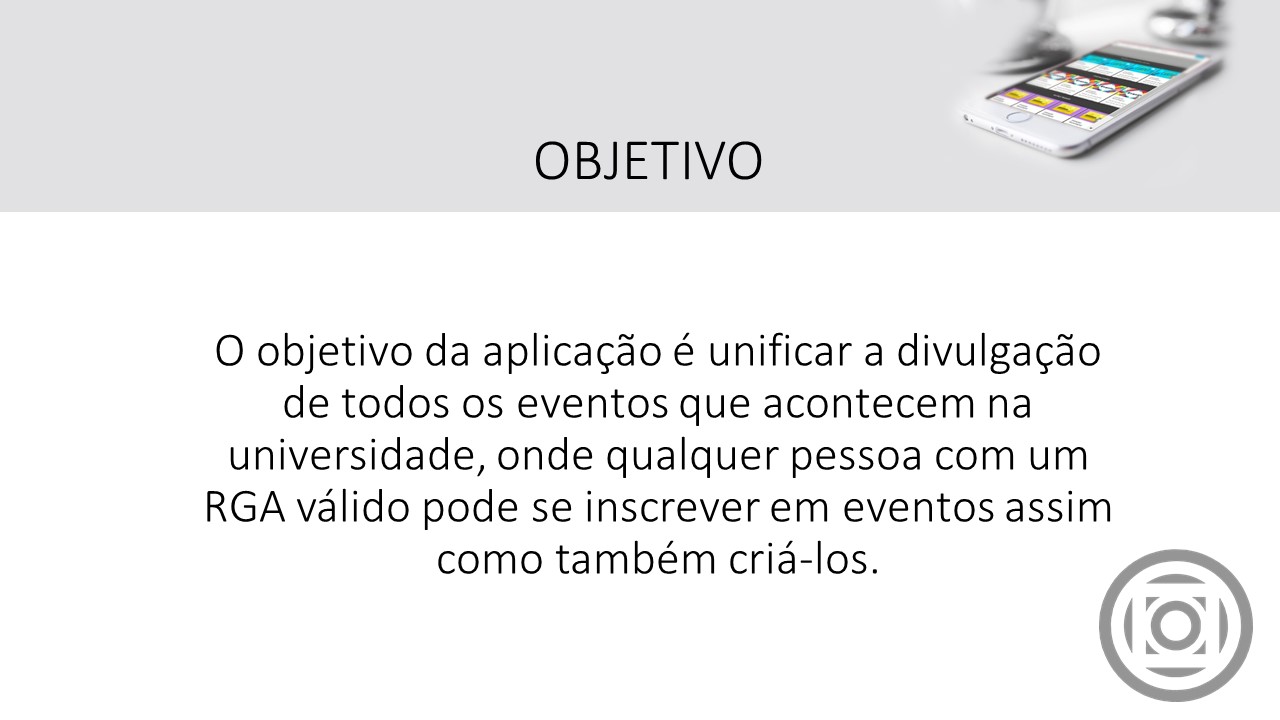 OBJETIVO
O objetivo da aplicação é unificar a divulgação
de todos os eventos que acontecem na
universidade, onde qualquer pessoa com um
RGA válido pode se inscrever em eventos assim
como também criá-los.